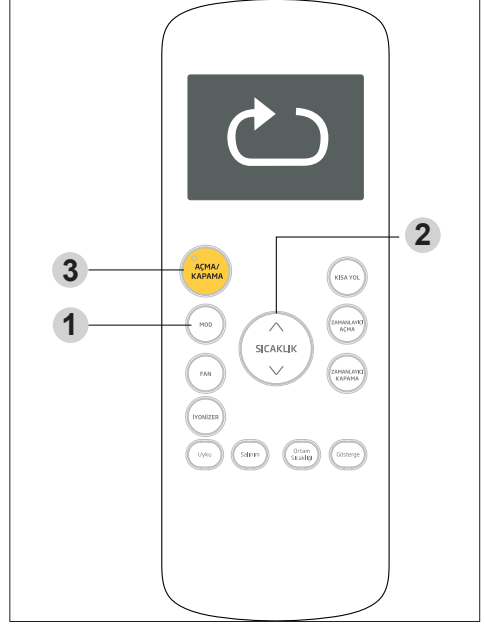 2
3
AÇMA/
KAPAMA
KISA YOL
1
MOD
SICAKLIK
ZAMANLAYICI
AÇMA
FAN
ZAMANLAYICI
KAPAMA
İYONİZER
Uyku
Salınım
Ortam
Sıcaklığı
Gösterge